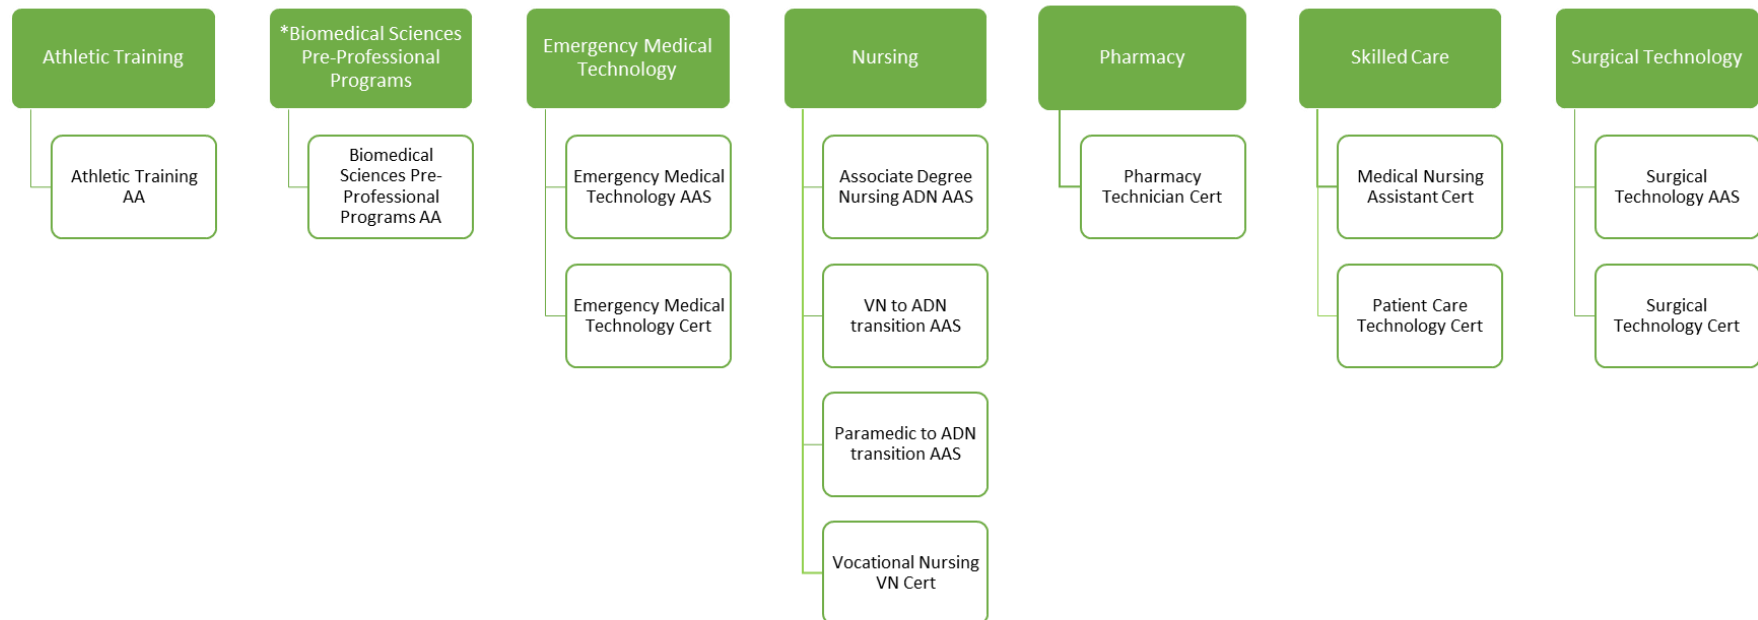 Athletic Training
Athletic Training
AA
*Biomedical Sciences
Pre-Professional
Programs
Biomedical
Sciences Pre-
Professional
Programs AA
Emergency Medical
Technology
Emergency Medical
Technology AAS
Emergency Medical
Technology Cert
Nursing
Associate Degree
Nursing ADN AAS
VN to ADN
transition AAS
Paramedic to ADN
transition AAS
Vocational Nursing
VN Cert
Pharmacy
Pharmacy
Technician Cert
Skilled Care
Medical Nursing
Assistant Cert
Patient Care
Technology Cert
Surgical Technology
Surgical
Technology AAS
Surgical
Technology Cert